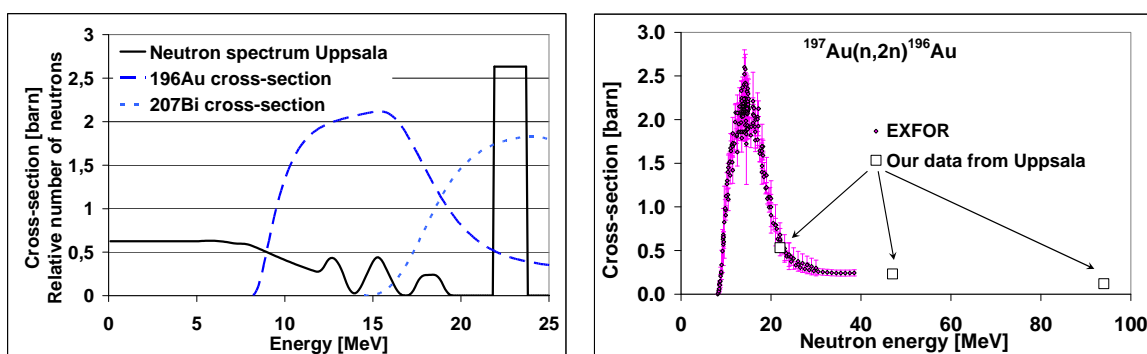 Cross-section [barn]
Relative number of neutrons
3
2,5
2
1,5
1
0,5
0
Neutron spectrum Uppsala
196Au cross-section
207Bi cross-section
0
5
10
15
20
25
Energy [MeV]
Cross-section [barn]
3.0
2.5
2.0
1.5
1.0
0.5
0.0
¹⁹⁷Au(n,2n)¹⁹⁶Au
EXFOR
Our data from Uppsala
0
20
40
60
80
100
Neutron energy [MeV]